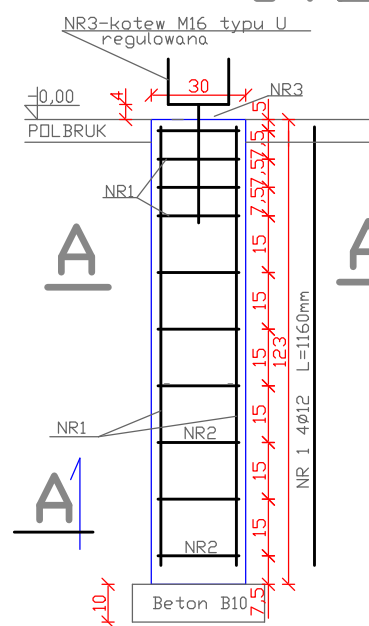 NR3-kotew M16 typu U
regulowana
30
4
NR3
-0,00
5
POLBRUK
7,5
7,5
NR1
7,5
A
A
15
15
15
123
NR 1 4Ø12 L=1160mm
15
NR1
NR2
15
A
15
NR2
10
Beton B10
7,5